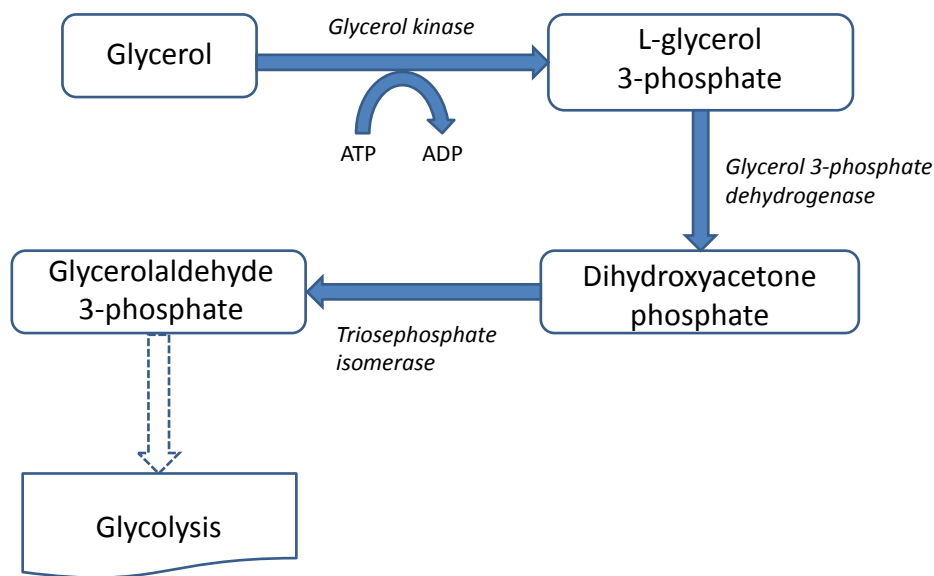 Glycerol
Glycerol kinase
L-glycerol
3-phosphate
ATP
ADP
Glycerol 3-phosphate
dehydrogenase
Dihydroxyacetone
phosphate
Triosephosphate
isomerase
Glycerolaldehyde
3-phosphate
Glycolysis